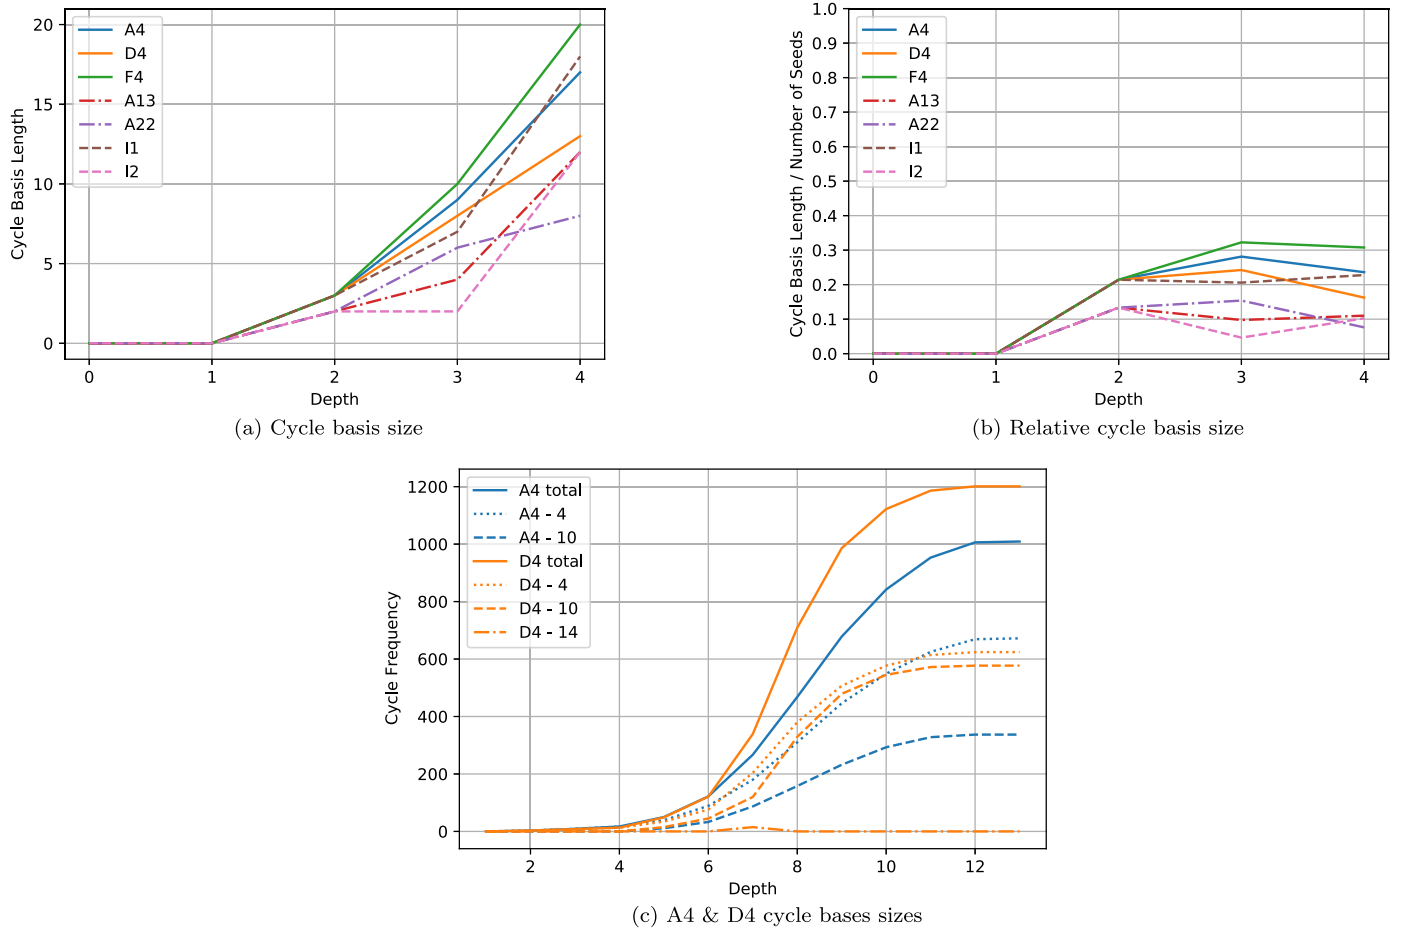 20
15
10
5
0
Cycle Basis Length
A4
D4
F4
A13
A22
I1
I2
0 1 2 3 4
Depth
(a) Cycle basis size
1.0
0.9
0.8
0.7
0.6
0.5
0.4
0.3
0.2
0.1
0.0
Cycle Basis Length / Number of Seeds
A4
D4
F4
A13
A22
I1
I2
0 1 2 3 4
Depth
(b) Relative cycle basis size
1200
1000
800
600
400
200
0
Cycle Frequency
A4 total
A4 - 4
A4 - 10
D4 total
D4 - 4
D4 - 10
D4 - 14
2 4 6 8 10 12
Depth
(c) A4 & D4 cycle bases sizes